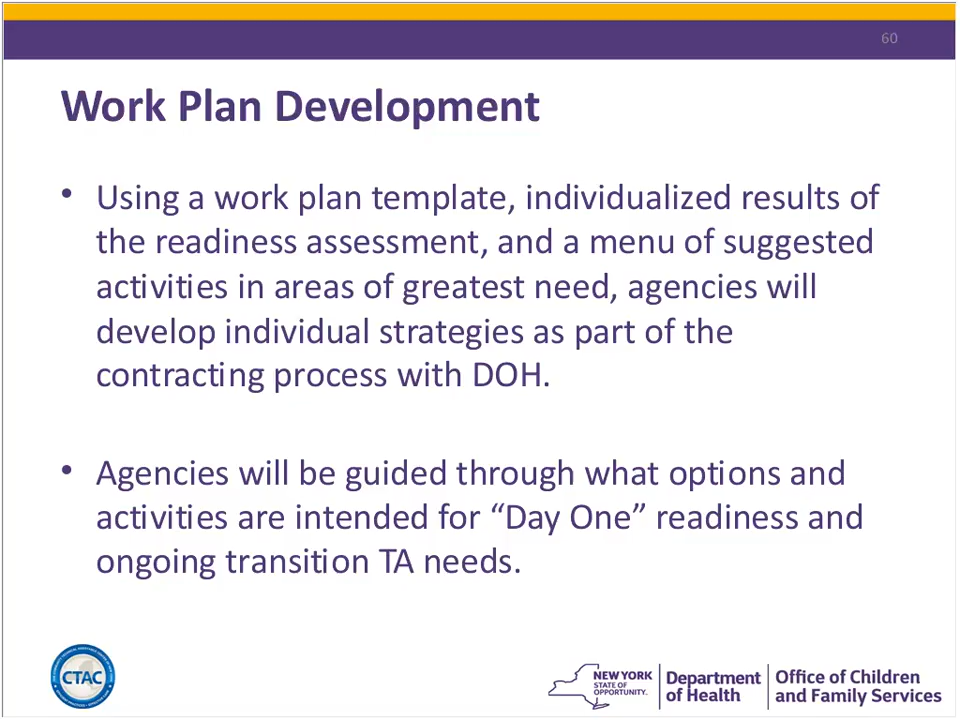 60
Work Plan Development
• Using a work plan template, individualized results of
the readiness assessment, and a menu of suggested
activities in areas of greatest need, agencies will
develop individual strategies as part of the
contracting process with DOH.
• Agencies will be guided through what options and
activities are intended for “Day One” readiness and
ongoing transition TA needs.
CTAC
NEW YORK
STATE OF
OPPORTUNITY.
Department
of Health
Office of Children
and Family Services